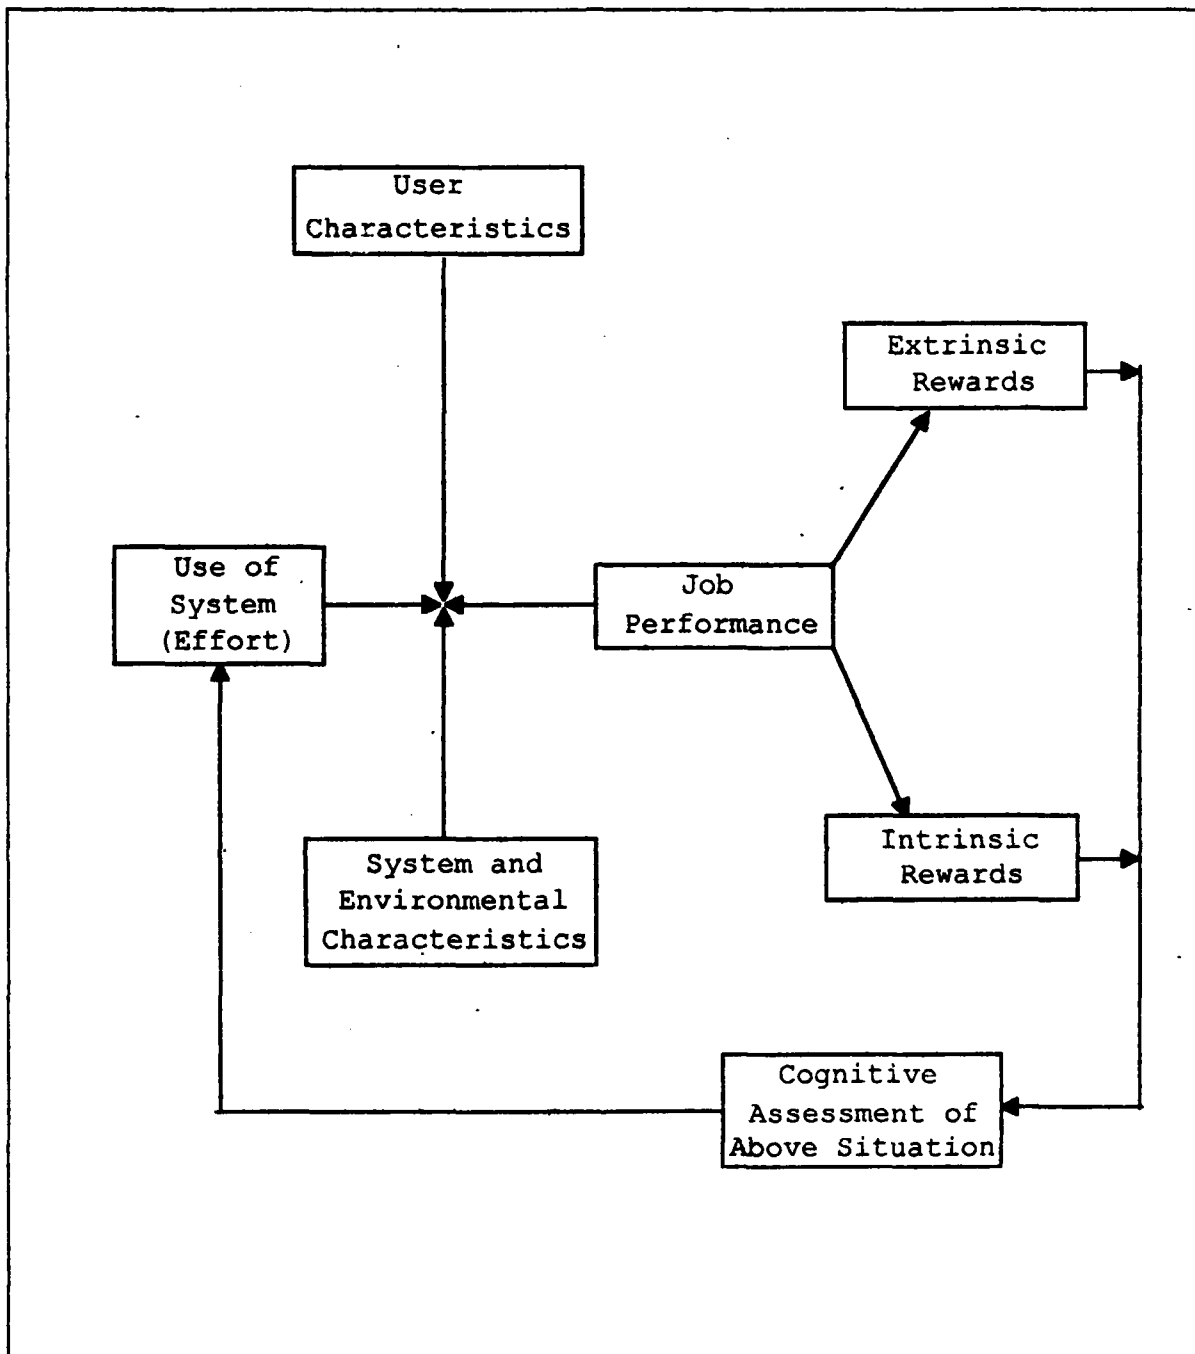 User
Characteristics
Extrinsic
Rewards
Use of
System
(Effort)
Job
Performance
System and
Environmental
Characteristics
Intrinsic
Rewards
Cognitive
Assessment of
Above Situation